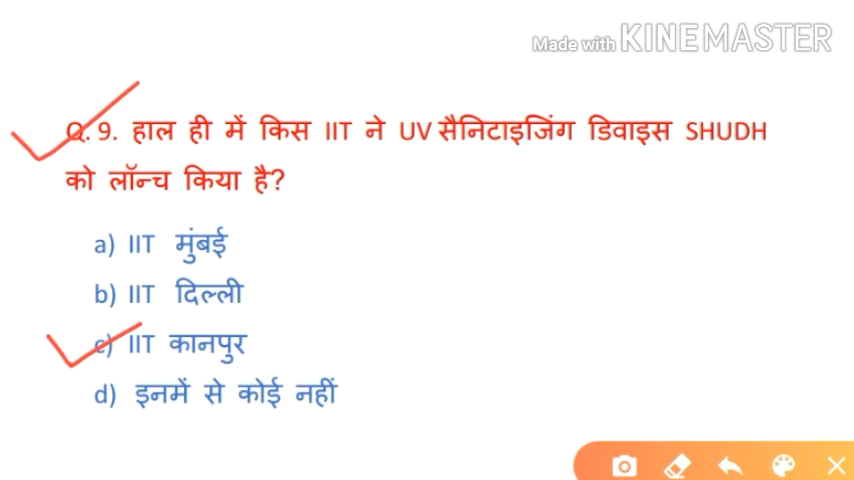 Made with KINEMASTER
Q. 9. हाल ही में किस IIT ने UV सैनिटाइजिंग डिवाइस SHUDH
को लॉन्च किया है?
a) IIT मुंबई
b) IIT दिल्ली
c) IIT कानपुर
d) इनमें से कोई नहीं